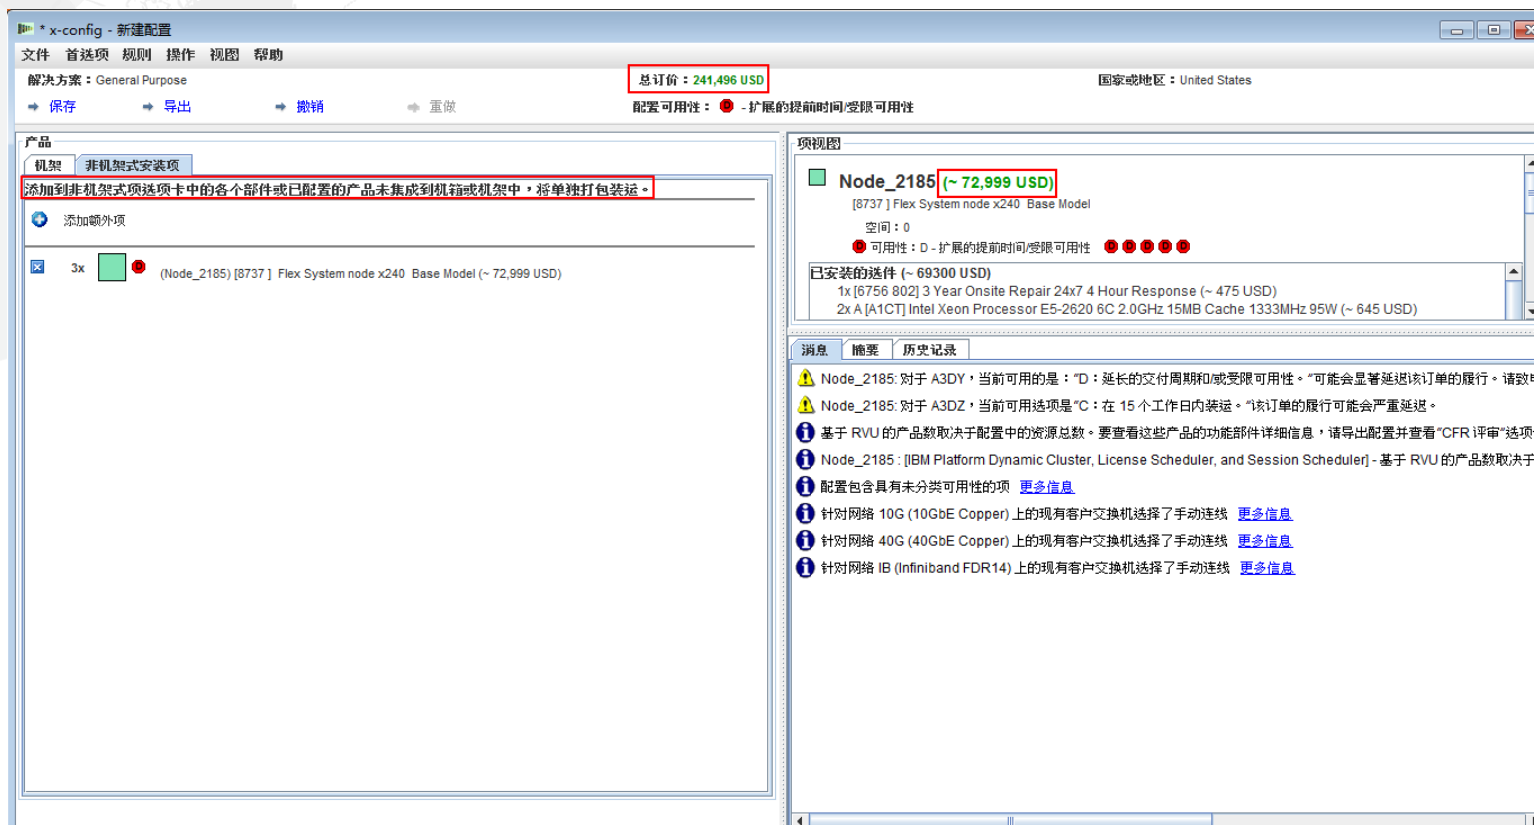 * x-config - 新建配置
文件 首选项 规则 操作 视图 帮助
解决方案：General Purpose
总订价：241,496 USD
国家或地区：United States
保存 导出 撤销 重做
配置可用性： D - 扩展的提前时间/受限可用性
产品
机架 非机架式安装项
添加到非机架式项选项卡中的各个部件或已配置的产品未集成到机箱或机架中，将单独打包装运。
添加额外项
3x D (Node_2185) [8737 ] Flex System node x240 Base Model (~ 72,999 USD)
项视图
Node_2185 (~ 72,999 USD)
[8737 ] Flex System node x240 Base Model
空间：0
D 可用性：D - 扩展的提前时间/受限可用性 D D D D D
已安装的选件 (~ 69300 USD)
1x [6756 802] 3 Year Onsite Repair 24x7 4 Hour Response (~ 475 USD)
2x A [A1CT] Intel Xeon Processor E5-2620 6C 2.0GHz 15MB Cache 1333MHz 95W (~ 645 USD)
消息 摘要 历史记录
Node_2185: 对于 A3DY，当前可用的是："D：延长的交付周期和/或受限可用性。"可能会显著延迟该订单的履行。请致
Node_2185: 对于 A3DZ，当前可用选项是"C：在 15 个工作日内装运。"该订单的履行可能会严重延迟。
基于 RVU 的产品数取决于配置中的资源总数。要查看这些产品的功能部件详细信息，请导出配置并查看"CFR 评审"选项
Node_2185 : [IBM Platform Dynamic Cluster, License Scheduler, and Session Scheduler] - 基于 RVU 的产品数取决于
配置包含具有未分类可用性的项 更多信息
针对网络 10G (10GbE Copper) 上的现有客户交换机选择了手动连线 更多信息
针对网络 40G (40GbE Copper) 上的现有客户交换机选择了手动连线 更多信息
针对网络 IB (Infiniband FDR14) 上的现有客户交换机选择了手动连线 更多信息